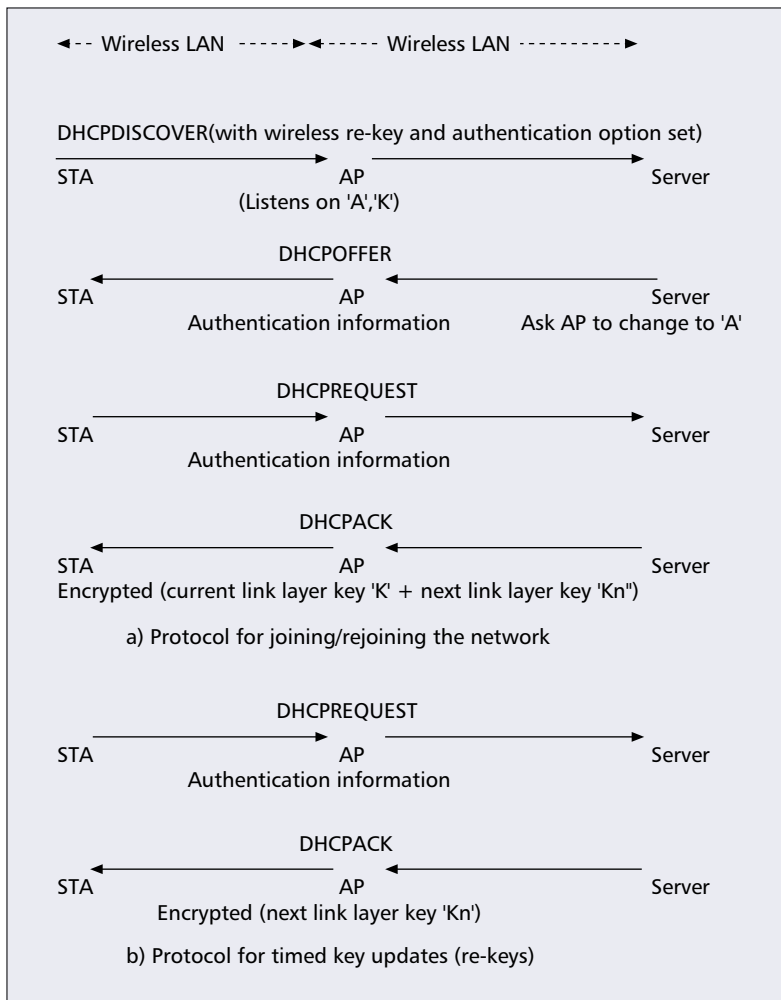 Wireless LAN Wireless LAN
DHCPDISCOVER(with wireless re-key and authentication option set)
STA AP Server
(Listens on 'A','K')
DHCPOFFER
STA AP Server
Authentication information Ask AP to change to 'A'
DHCPREQUEST
STA AP Server
Authentication information
DHCPACK
STA AP Server
Encrypted (current link layer key 'K' + next link layer key 'Kn'')
a) Protocol for joining/rejoining the network
DHCPREQUEST
STA AP Server
Authentication information
DHCPACK
STA AP Server
Encrypted (next link layer key 'Kn')
b) Protocol for timed key updates (re-keys)